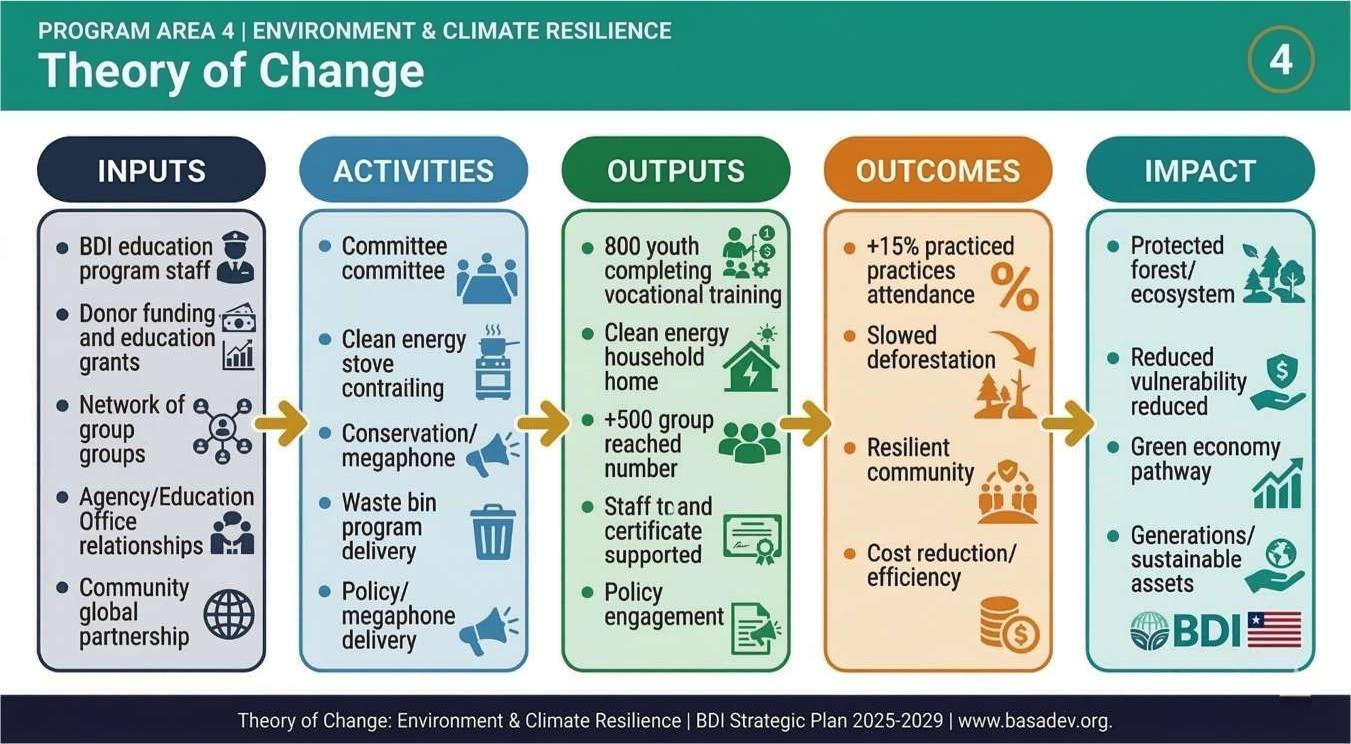 PROGRAM AREA 4 | ENVIRONMENT & CLIMATE RESILIENCE
Theory of Change
4
INPUTS
BDI education
program staff
Donor funding
and education
grants
Network of
group
groups
Agency/Education
Office
relationships
Community
global
partnership
ACTIVITIES
Committee
committee
Clean energy
stove
contrailing
Conservation/
megaphone
Waste bin
program
delivery
Policy/
megaphone
delivery
OUTPUTS
800 youth
completing
vocational training
1
$
Clean energy
household
home
+500 group
reached
number
Staff to and
certificate
supported
Policy
engagement
OUTCOMES
+15% practiced
practices
attendance
%
Slowed
deforestation
Resilient
community
Cost reduction/
efficiency
$
IMPACT
Protected
forest/
ecosystem
Reduced
vulnerability
reduced
$
Green economy
pathway
Generations/
sustainable
assets
BDI
Theory of Change: Environment & Climate Resilience | BDI Strategic Plan 2025-2029 | www.basadev.org.